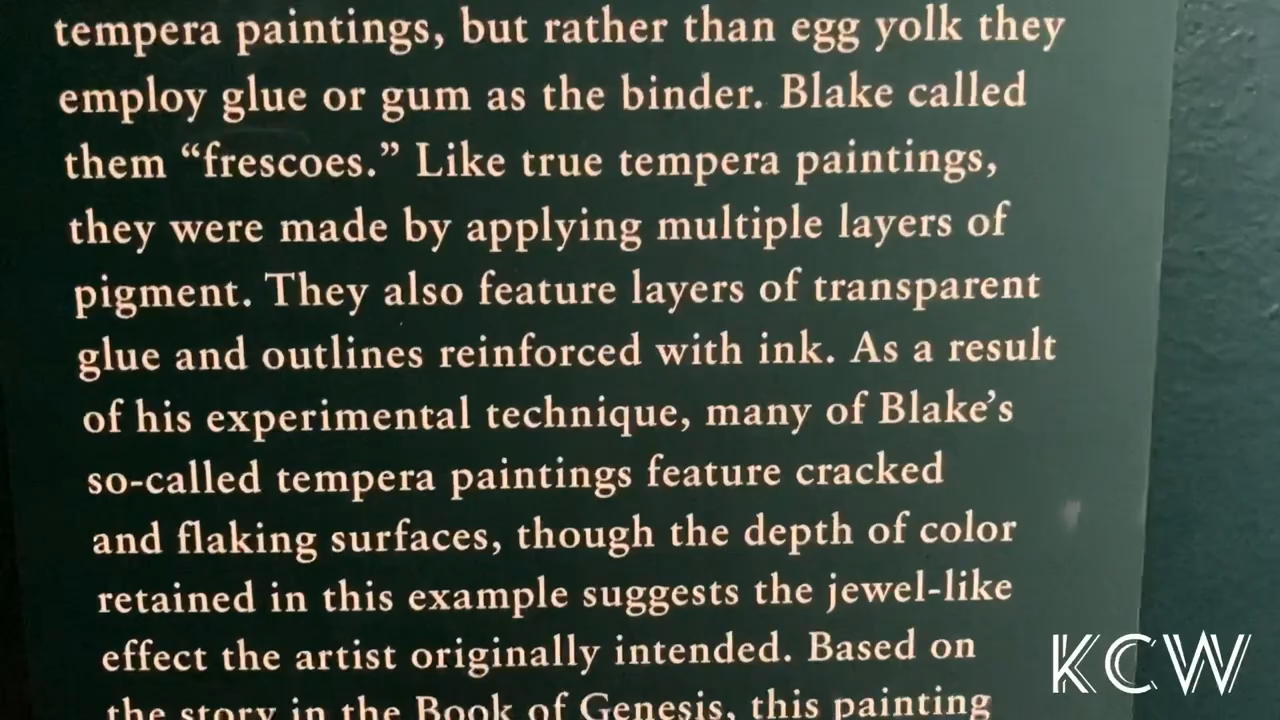 tempera paintings, but rather than egg yolk they
employ glue or gum as the binder. Blake called
them “frescoes.” Like true tempera paintings,
they were made by applying multiple layers of
pigment. They also feature layers of transparent
glue and outlines reinforced with ink. As a result
of his experimental technique, many of Blake’s
so-called tempera paintings feature cracked
and flaking surfaces, though the depth of color
retained in this example suggests the jewel-like
effect the artist originally intended. Based on
the story in the Book of Genesis, this painting
KCW